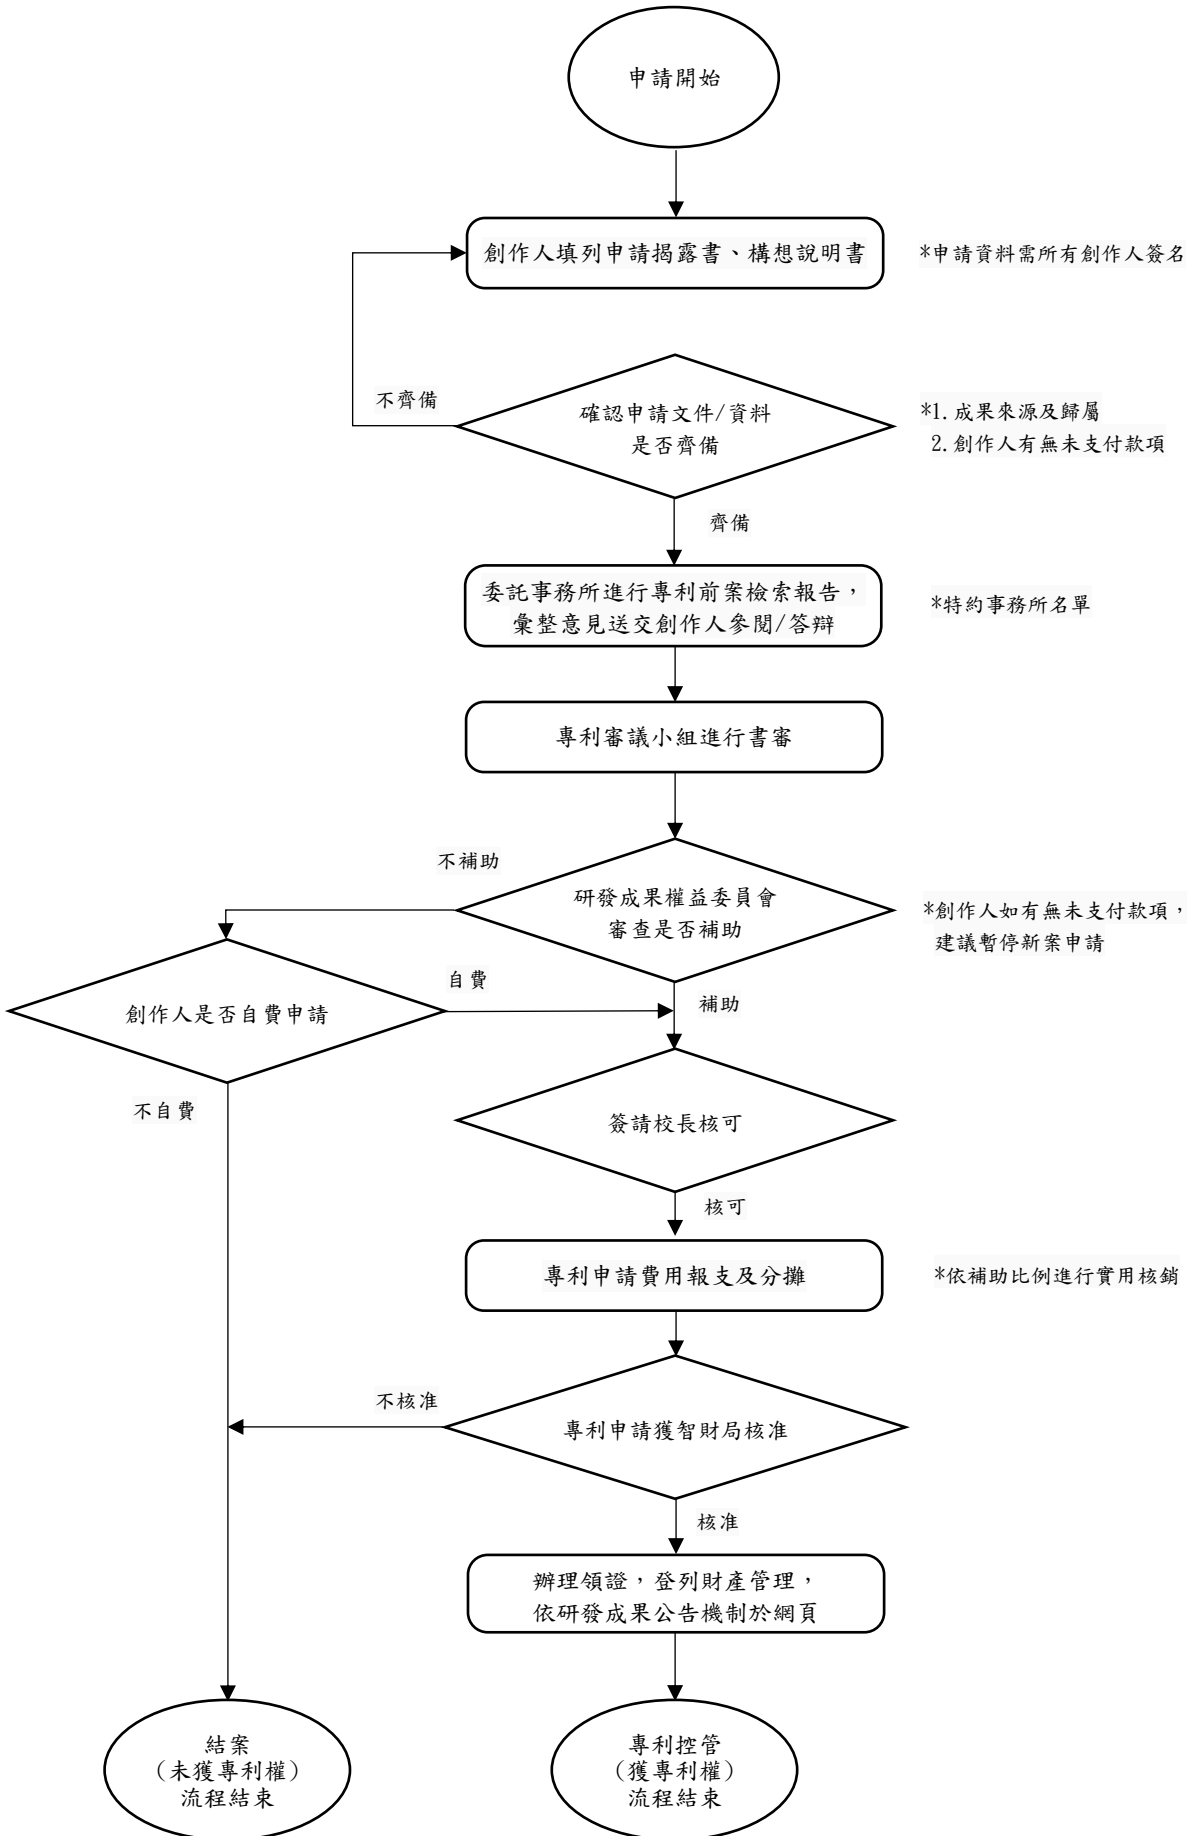 申請開始
創作人填列申請揭露書、構想說明書
*申請資料需所有創作人簽名
不齊備
確認申請文件/資料
是否齊備
*1.成果來源及歸屬
2.創作人有無未支付款項
齊備
委託事務所進行專利前案檢索報告，
彙整意見送交創作人參閱/答辯
*特約事務所名單
專利審議小組進行書審
不補助
研發成果權益委員會
審查是否補助
*創作人如有無未支付款項，
建議暫停新案申請
自費
補助
創作人是否自費申請
不自費
簽請校長核可
核可
專利申請費用報支及分攤
*依補助比例進行實用核銷
不核准
專利申請獲智財局核准
核准
辦理領證，登列財產管理，
依研發成果公告機制於網頁
結案
（未獲專利權）
流程結束
專利控管
（獲專利權）
流程結束